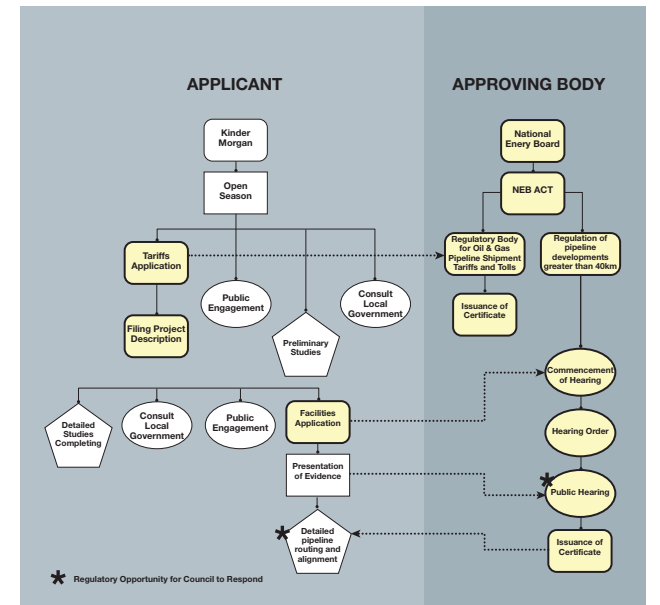 APPLICANT
APPROVING BODY
Kinder
Morgan
National
Enery Board
Open
Season
NEB ACT
Tariffs
Application
Regulatory Body
for Oil & Gas
Pipeline Shipment
Tariffs and Tolls
Regulation of
pipeline
developments
greater than 40km
Public
Engagement
Consult
Local
Government
Issuance of
Certificate
Filing Project
Description
Preliminary
Studies
Commencement
of Hearing
Detailed
Studies
Completing
Consult
Local
Government
Public
Engagement
Facilities
Application
Hearing Order
Presentation
of Evidence
* Public Hearing
* Detailed
pipeline
routing and
alignment
Issuance of
Certificate
* Regulatory Opportunity for Council to Respond